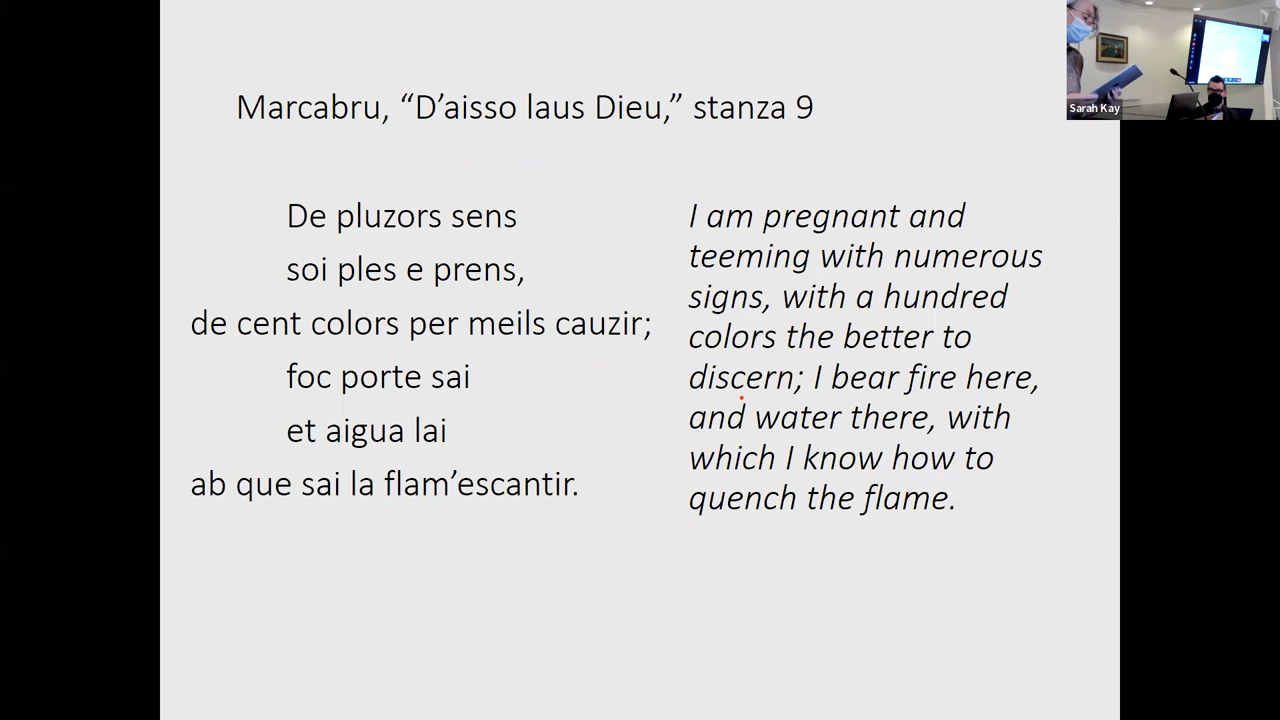 Marcabru, “D’aisso laus Dieu,” stanza 9
De pluzors sens
soi ples e prens,
de cent colors per meils cauzir;
foc porte sai
et aigua lai
ab que sai la flam’escantir.
I am pregnant and
teeming with numerous
signs, with a hundred
colors the better to
discern; I bear fire here,
and water there, with
which I know how to
quench the flame.
Sarah Kay